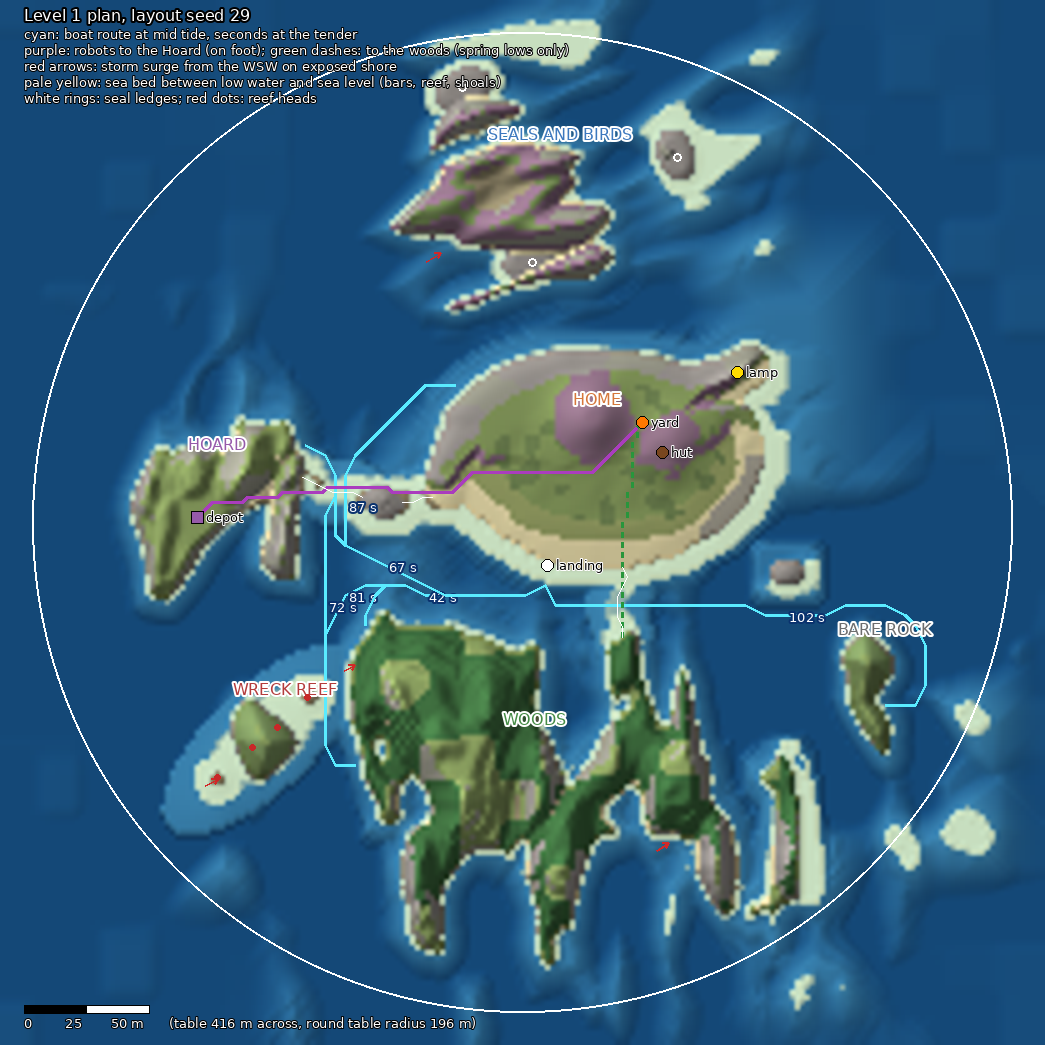 Level 1 plan, layout seed 29
cyan: boat route at mid tide, seconds at the tender
purple: robots to the Hoard (on foot); green dashes: to the woods (spring lows only)
red arrows: storm surge from the WSW on exposed shore
pale yellow: sea bed between low water and sea level (bars, reef, shoals)
white rings: seal ledges; red dots: reef heads
SEALS AND BIRDS
lamp
HOME
yard
HOARD
hut
87 s
depot
landing
67 s
81 s
42 s
72 s
102 s
BARE ROCK
WRECK REEF
WOODS
0 25 50 m (table 416 m across, round table radius 196 m)